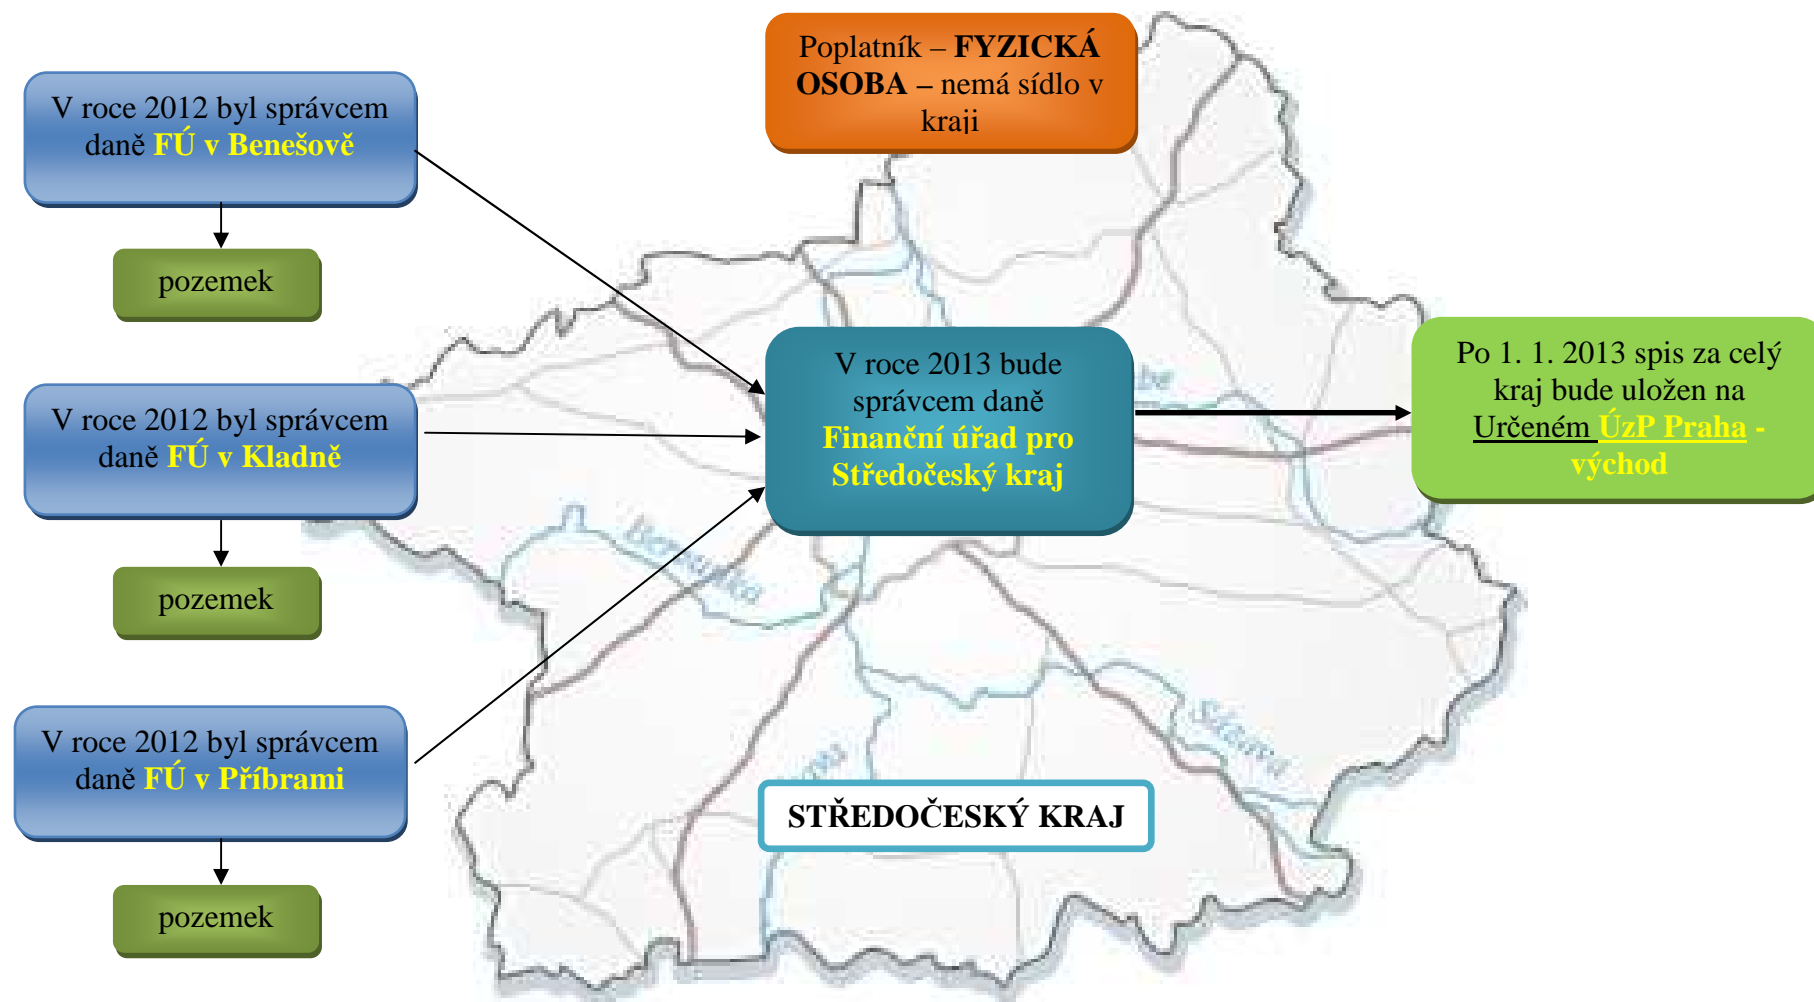 Poplatník – FYZICKÁ
OSOBA – nemá sídlo v
kraji
V roce 2012 byl správcem
daně FÚ v Benešově
pozemek
V roce 2012 byl správcem
daně FÚ v Kladně
pozemek
V roce 2012 byl správcem
daně FÚ v Příbrami
pozemek
V roce 2013 bude
správcem daně
Finanční úřad pro
Středočeský kraj
Po 1. 1. 2013 spis za celý
kraj bude uložen na
Určeném ÚzP Praha -
východ
Berounka
Sázava
STŘEDOČESKÝ KRAJ